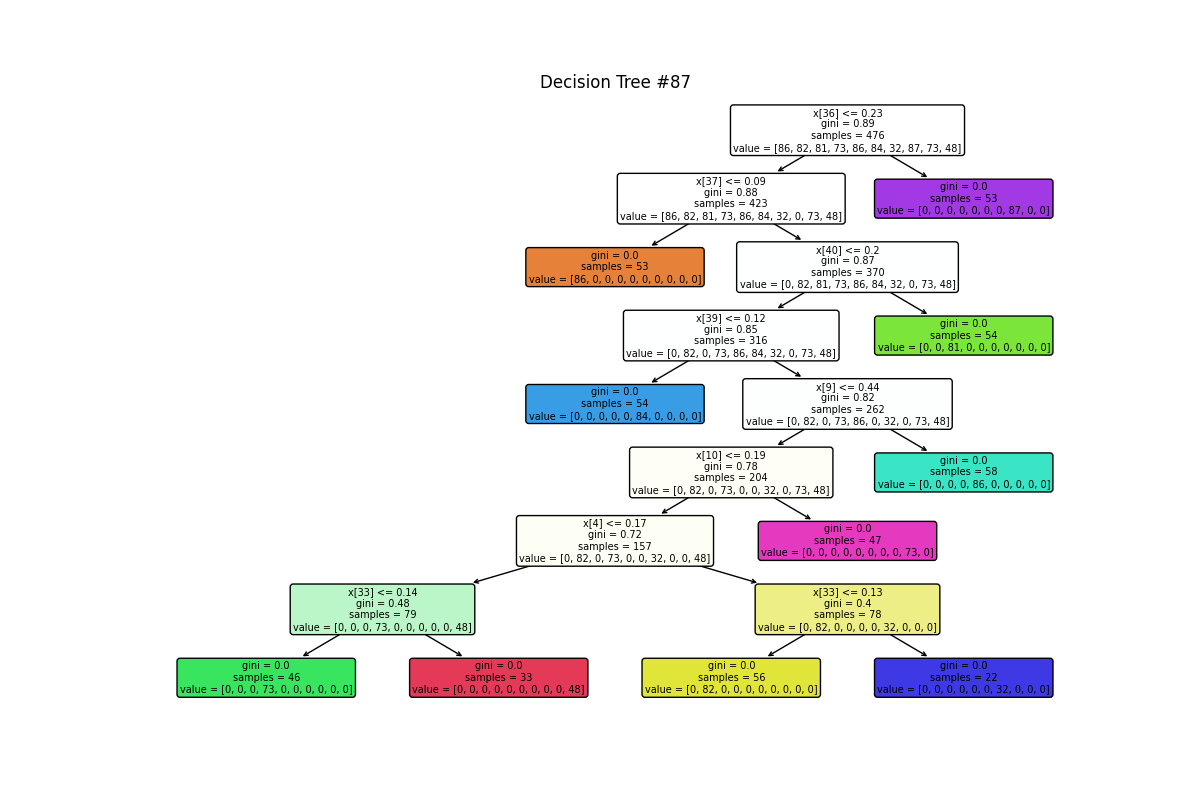 Decision Tree #87
x[36] <= 0.23
gini = 0.89
samples = 476
value = [86, 82, 81, 73, 86, 84, 32, 87, 73, 48]
x[37] <= 0.09
gini = 0.88
samples = 423
value = [86, 82, 81, 73, 86, 84, 32, 0, 73, 48]
gini = 0.0
samples = 53
value = [0, 0, 0, 0, 0, 0, 0, 87, 0, 0]
gini = 0.0
samples = 53
value = [86, 0, 0, 0, 0, 0, 0, 0, 0, 0]
x[40] <= 0.2
gini = 0.87
samples = 370
value = [0, 82, 81, 73, 86, 84, 32, 0, 73, 48]
x[39] <= 0.12
gini = 0.85
samples = 316
value = [0, 82, 0, 73, 86, 84, 32, 0, 73, 48]
gini = 0.0
samples = 54
value = [0, 0, 81, 0, 0, 0, 0, 0, 0, 0]
gini = 0.0
samples = 54
value = [0, 0, 0, 0, 0, 84, 0, 0, 0, 0]
x[9] <= 0.44
gini = 0.82
samples = 262
value = [0, 82, 0, 73, 86, 0, 32, 0, 73, 48]
x[10] <= 0.19
gini = 0.78
samples = 204
value = [0, 82, 0, 73, 0, 0, 32, 0, 73, 48]
gini = 0.0
samples = 58
value = [0, 0, 0, 0, 86, 0, 0, 0, 0, 0]
x[4] <= 0.17
gini = 0.72
samples = 157
value = [0, 82, 0, 73, 0, 0, 32, 0, 0, 48]
gini = 0.0
samples = 47
value = [0, 0, 0, 0, 0, 0, 0, 0, 73, 0]
x[33] <= 0.14
gini = 0.48
samples = 79
value = [0, 0, 0, 73, 0, 0, 0, 0, 0, 48]
x[33] <= 0.13
gini = 0.4
samples = 78
value = [0, 82, 0, 0, 0, 0, 32, 0, 0, 0]
gini = 0.0
samples = 46
value = [0, 0, 0, 73, 0, 0, 0, 0, 0, 0]
gini = 0.0
samples = 33
value = [0, 0, 0, 0, 0, 0, 0, 0, 0, 48]
gini = 0.0
samples = 56
value = [0, 82, 0, 0, 0, 0, 0, 0, 0, 0]
gini = 0.0
samples = 22
value = [0, 0, 0, 0, 0, 0, 32, 0, 0, 0]